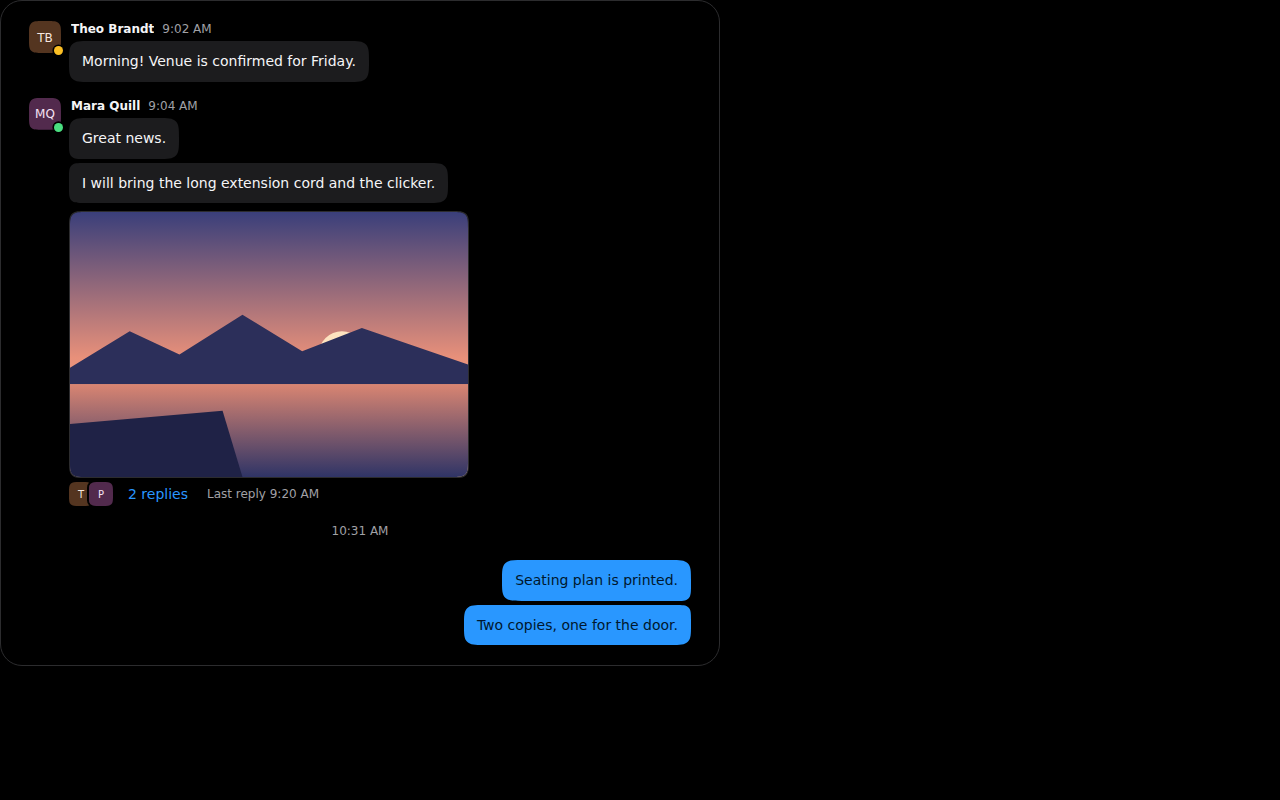 TB
Theo Brandt 9:02 AM
Morning! Venue is confirmed for Friday.
MQ
Mara Quill 9:04 AM
Great news.
I will bring the long extension cord and the clicker.
T P 2 replies Last reply 9:20 AM
10:31 AM
Seating plan is printed.
Two copies, one for the door.